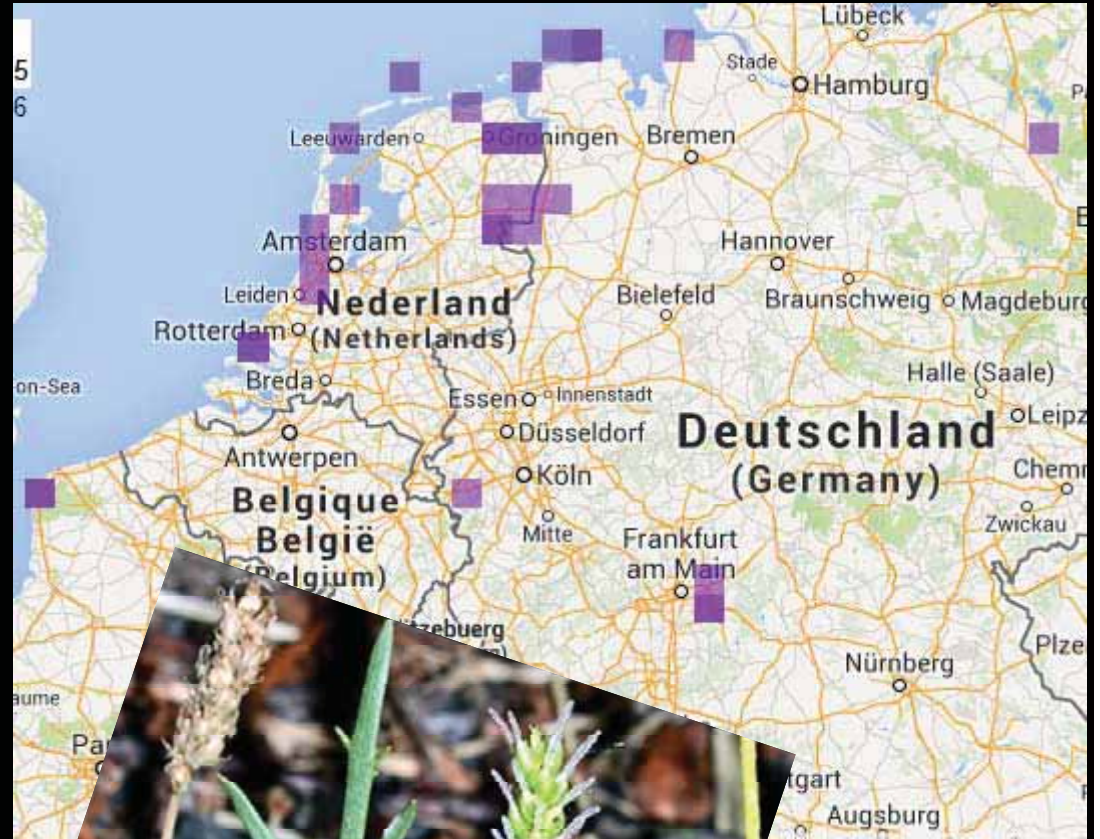 Lübeck
5
6
Stade
Hamburg
P
Leeuwarden
Groningen
Bremen
Amsterdam
Hannover
E
Leiden
Nederland
(Netherlands)
Bielefeld
Braunschweig
Magdeburg
Rotterdam
on-Sea
Breda
Essen
Innenstadt
Halle (Saale)
Düsseldorf
Deutschland
(Germany)
Leipz
Antwerpen
Köln
Chemn
Belgique
België
(Belgium)
Mitte
Zwickau
Frankfurt
am Main
tzebuerg
Plze
Nürnberg
aume
Pa
tgart
Augsburg